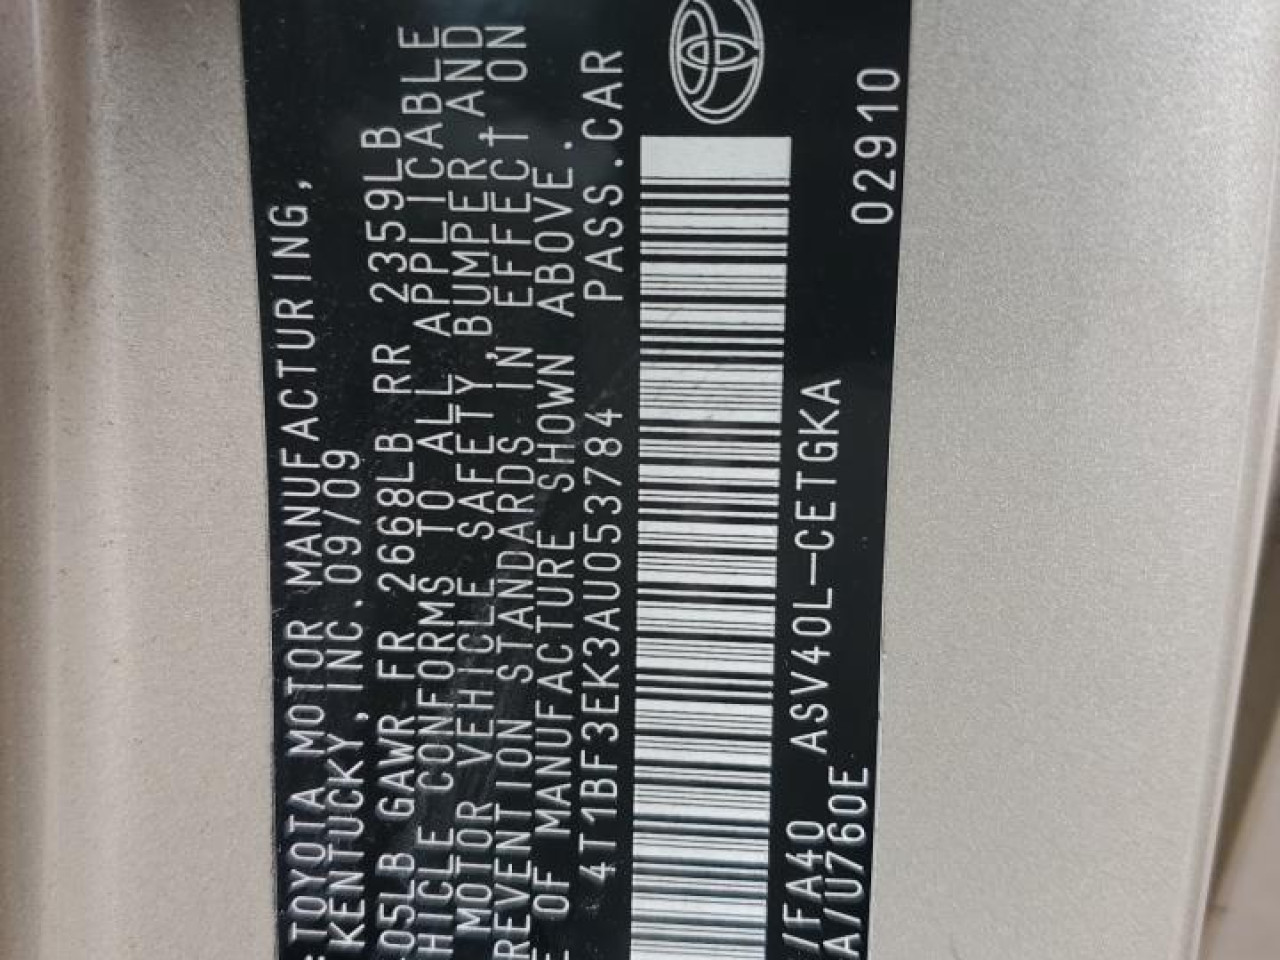 TOYOTA MOTOR MANUFACTURING,
KENTUCKY, INC. 09/09
05LB GAWR FR 2668LB RR 2359LB
HICLE CONFORMS TO ALL APPLICABLE
MOTOR VEHICLE SAFETY, BUMPER AND
REVENTION STANDARDS IN EFFECT ON
E OF MANUFACTURE SHOWN ABOVE.
4T1BF3EK3AU053784 PASS.CAR
/FA40 ASV40L-CETGKA
A/U760E 02910